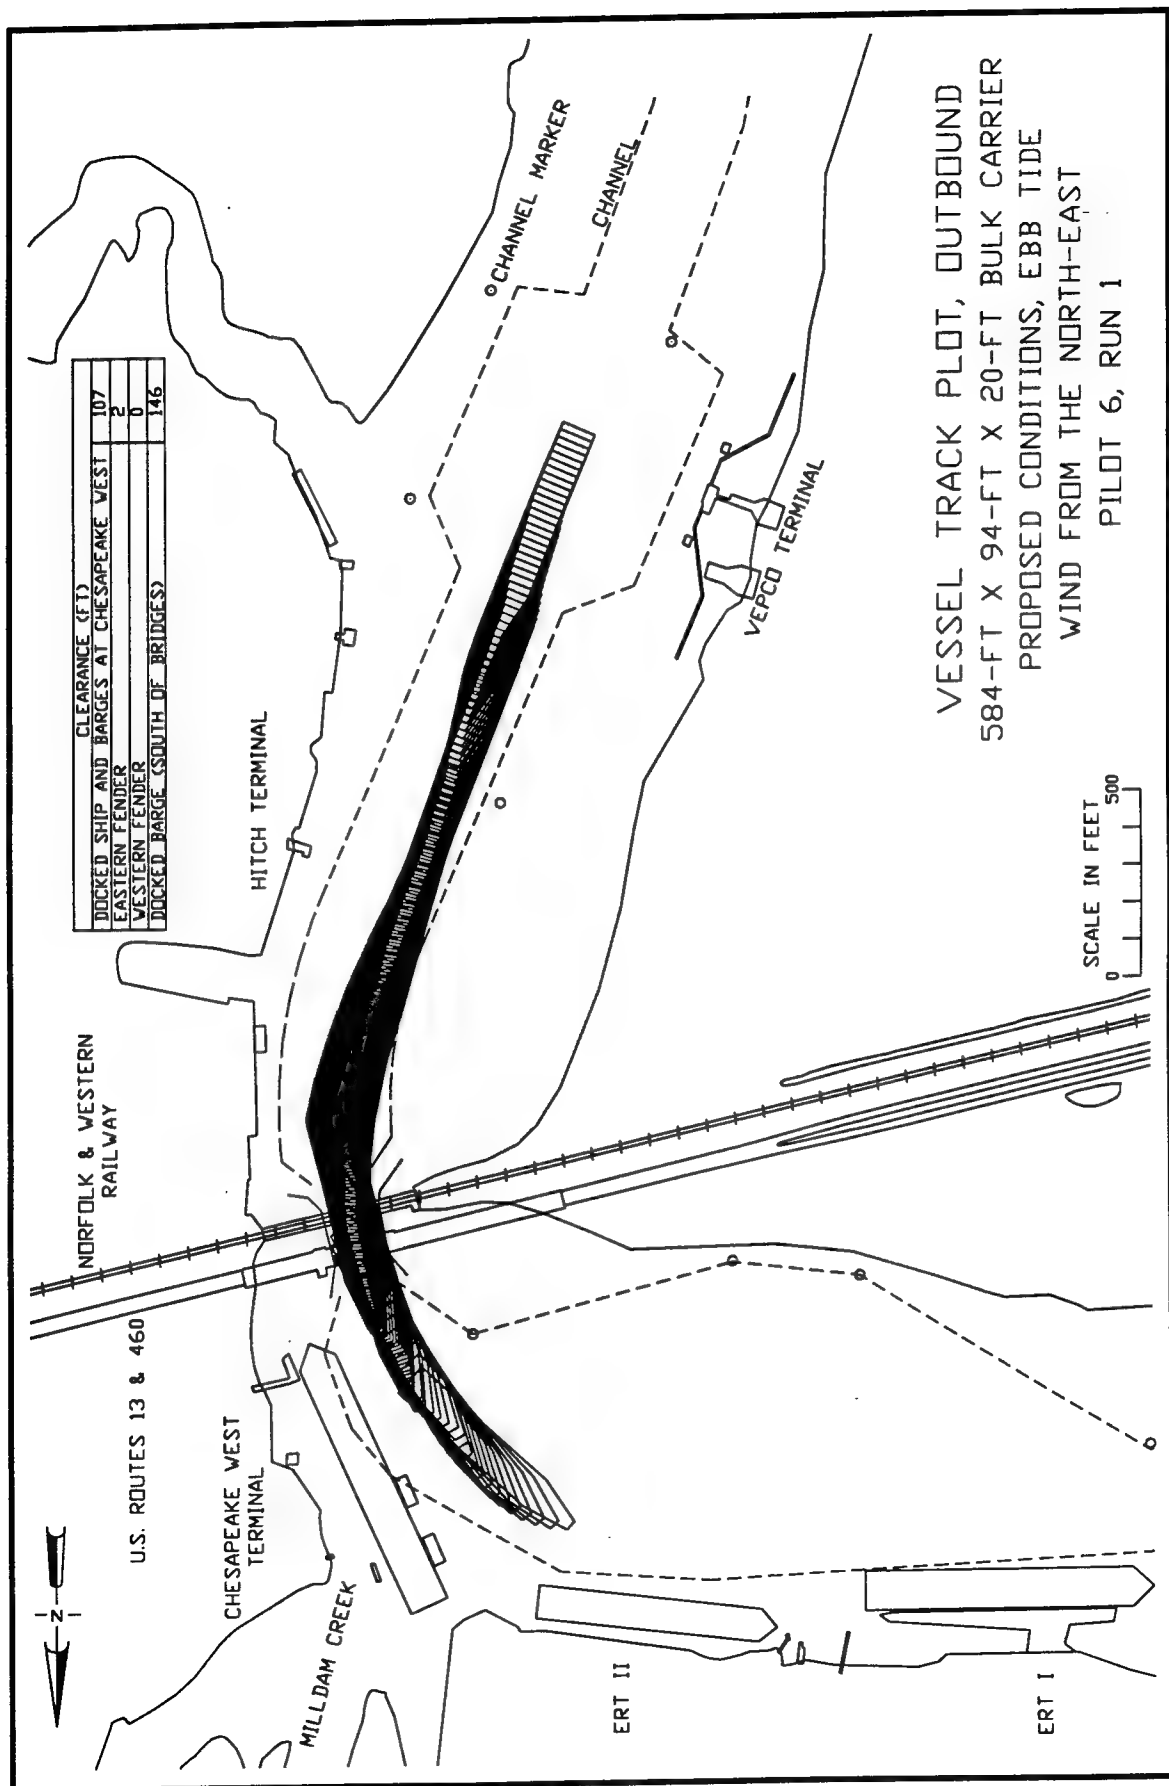 CLEARANCE (FT)
DOCKED SHIP AND BARGES AT CHESAPEAKE WEST 107
EASTERN FENDER 2
WESTERN FENDER 0
DOCKED BARGE (SOUTH OF BRIDGES) 146
N
U.S. ROUTES 13 & 460
NORFOLK & WESTERN
RAILWAY
HITCH TERMINAL
CHANNEL MARKER
CHANNEL
CHESAPEAKE WEST
TERMINAL
MILLDAM CREEK
VEPCO TERMINAL
ERT II
ERT I
SCALE IN FEET
0 500
VESSEL TRACK PLOT, OUTBOUND
584-FT X 94-FT X 20-FT BULK CARRIER
PROPOSED CONDITIONS, EBB TIDE
WIND FROM THE NORTH-EAST
PILOT 6, RUN 1